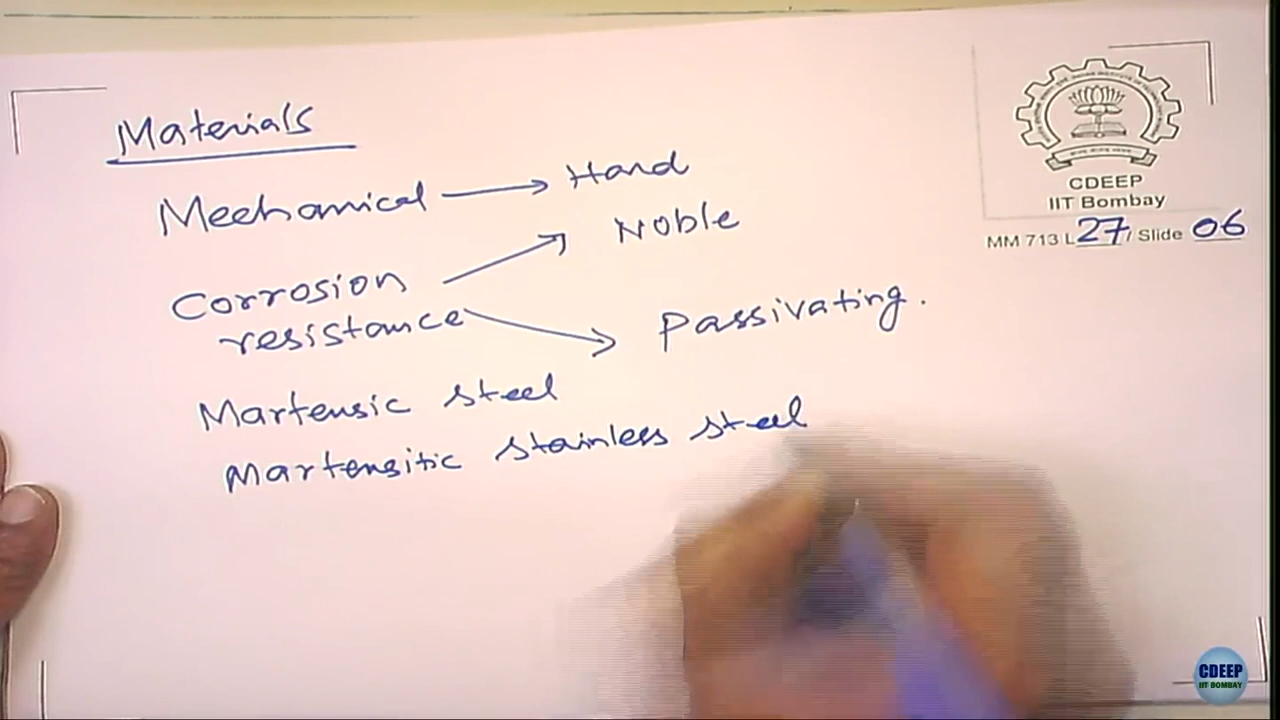 Materials
Mechanical → Hard
Noble
Corrosion
resistance
Passivating.
Martensic steel
Martensitic stainless steel
CDEEP
IIT Bombay
MM 713 L27/ Slide 06
CDEEP
IIT BOMBAY